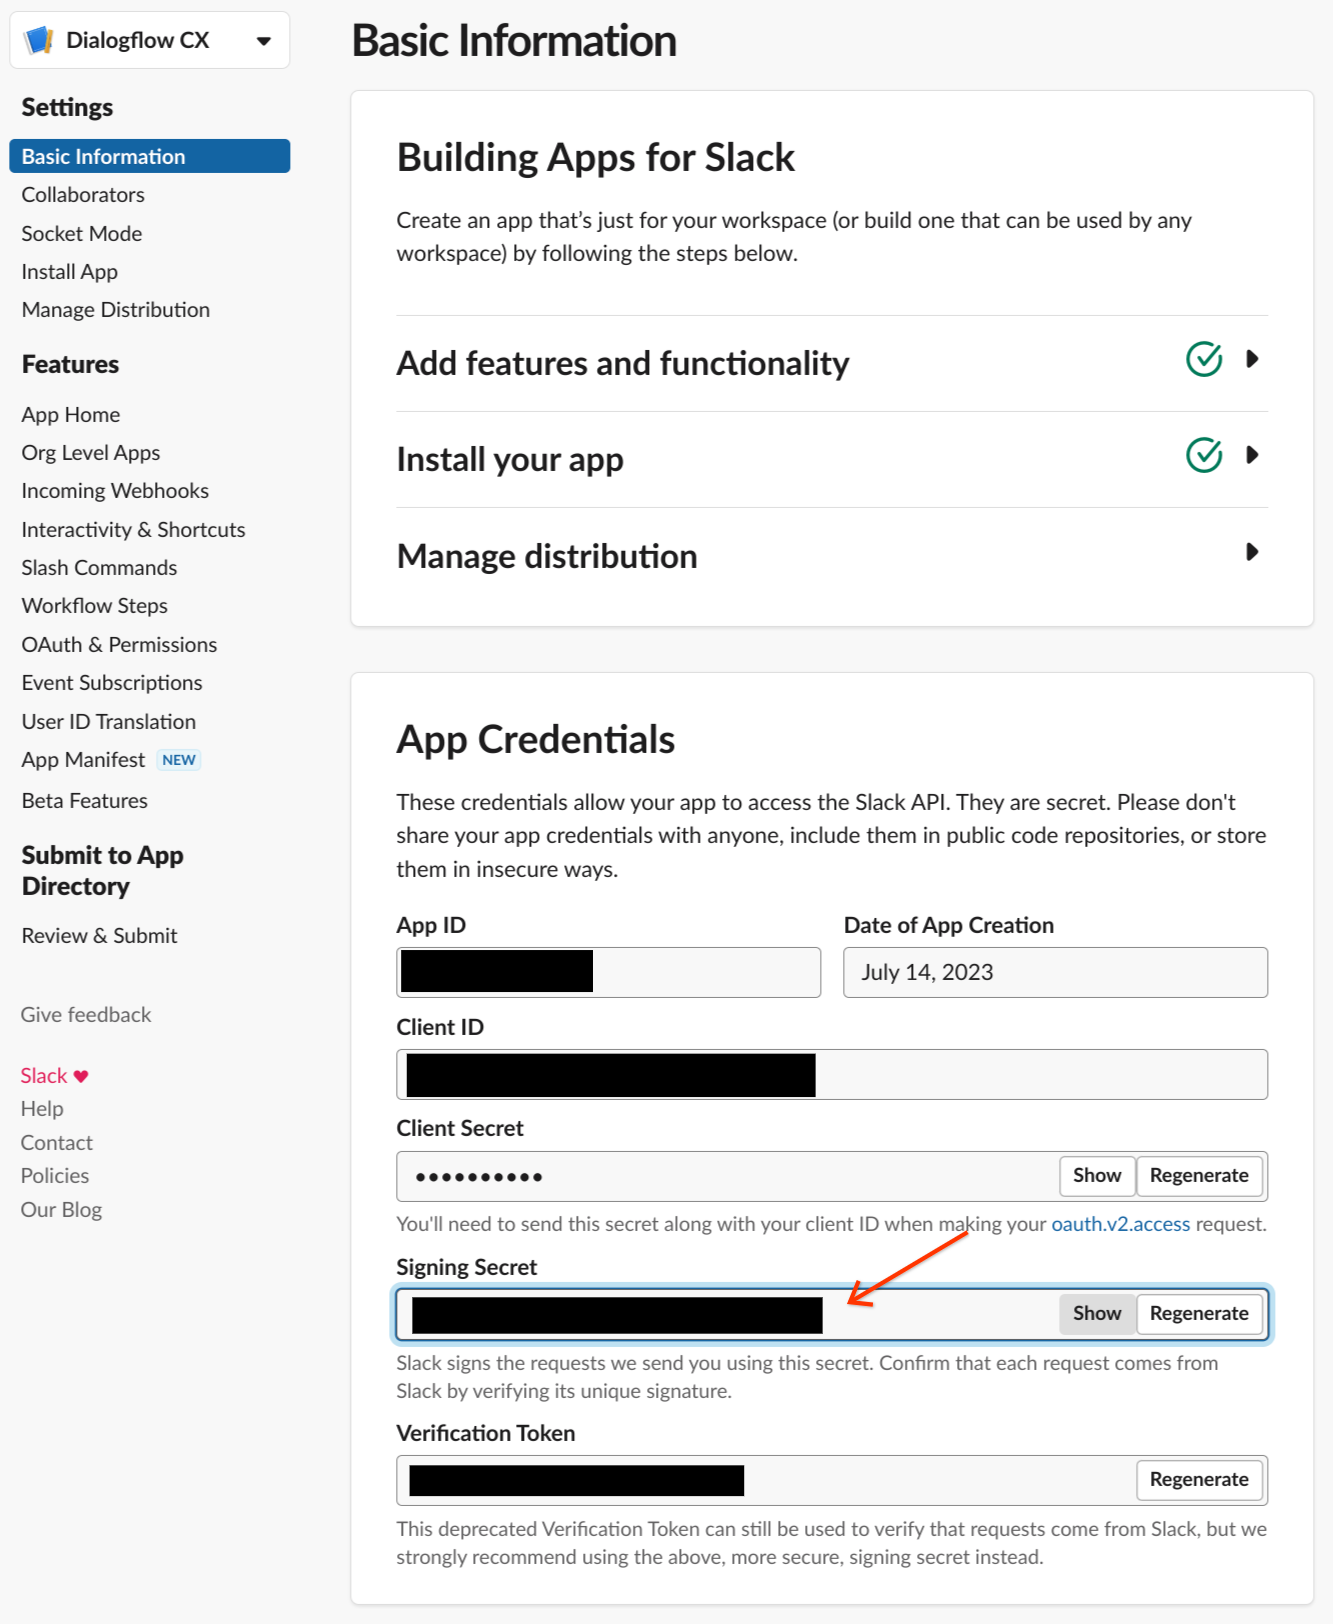 Dialogflow CX
Settings
Basic Information
Collaborators
Socket Mode
Install App
Manage Distribution
Features
App Home
Org Level Apps
Incoming Webhooks
Interactivity & Shortcuts
Slash Commands
Workflow Steps
OAuth & Permissions
Event Subscriptions
User ID Translation
App Manifest NEW
Beta Features
Submit to App
Directory
Review & Submit
Give feedback
Slack ♥
Help
Contact
Policies
Our Blog
Basic Information
Building Apps for Slack
Create an app that’s just for your workspace (or build one that can be used by any
workspace) by following the steps below.
Add features and functionality
Install your app
Manage distribution
App Credentials
These credentials allow your app to access the Slack API. They are secret. Please don't
share your app credentials with anyone, include them in public code repositories, or store
them in insecure ways.
App ID
Date of App Creation
July 14, 2023
Client ID
Client Secret
•••••••••• Show Regenerate
You'll need to send this secret along with your client ID when making your oauth.v2.access request.
Signing Secret
Show Regenerate
Slack signs the requests we send you using this secret. Confirm that each request comes from
Slack by verifying its unique signature.
Verification Token
Regenerate
This deprecated Verification Token can still be used to verify that requests come from Slack, but we
strongly recommend using the above, more secure, signing secret instead.